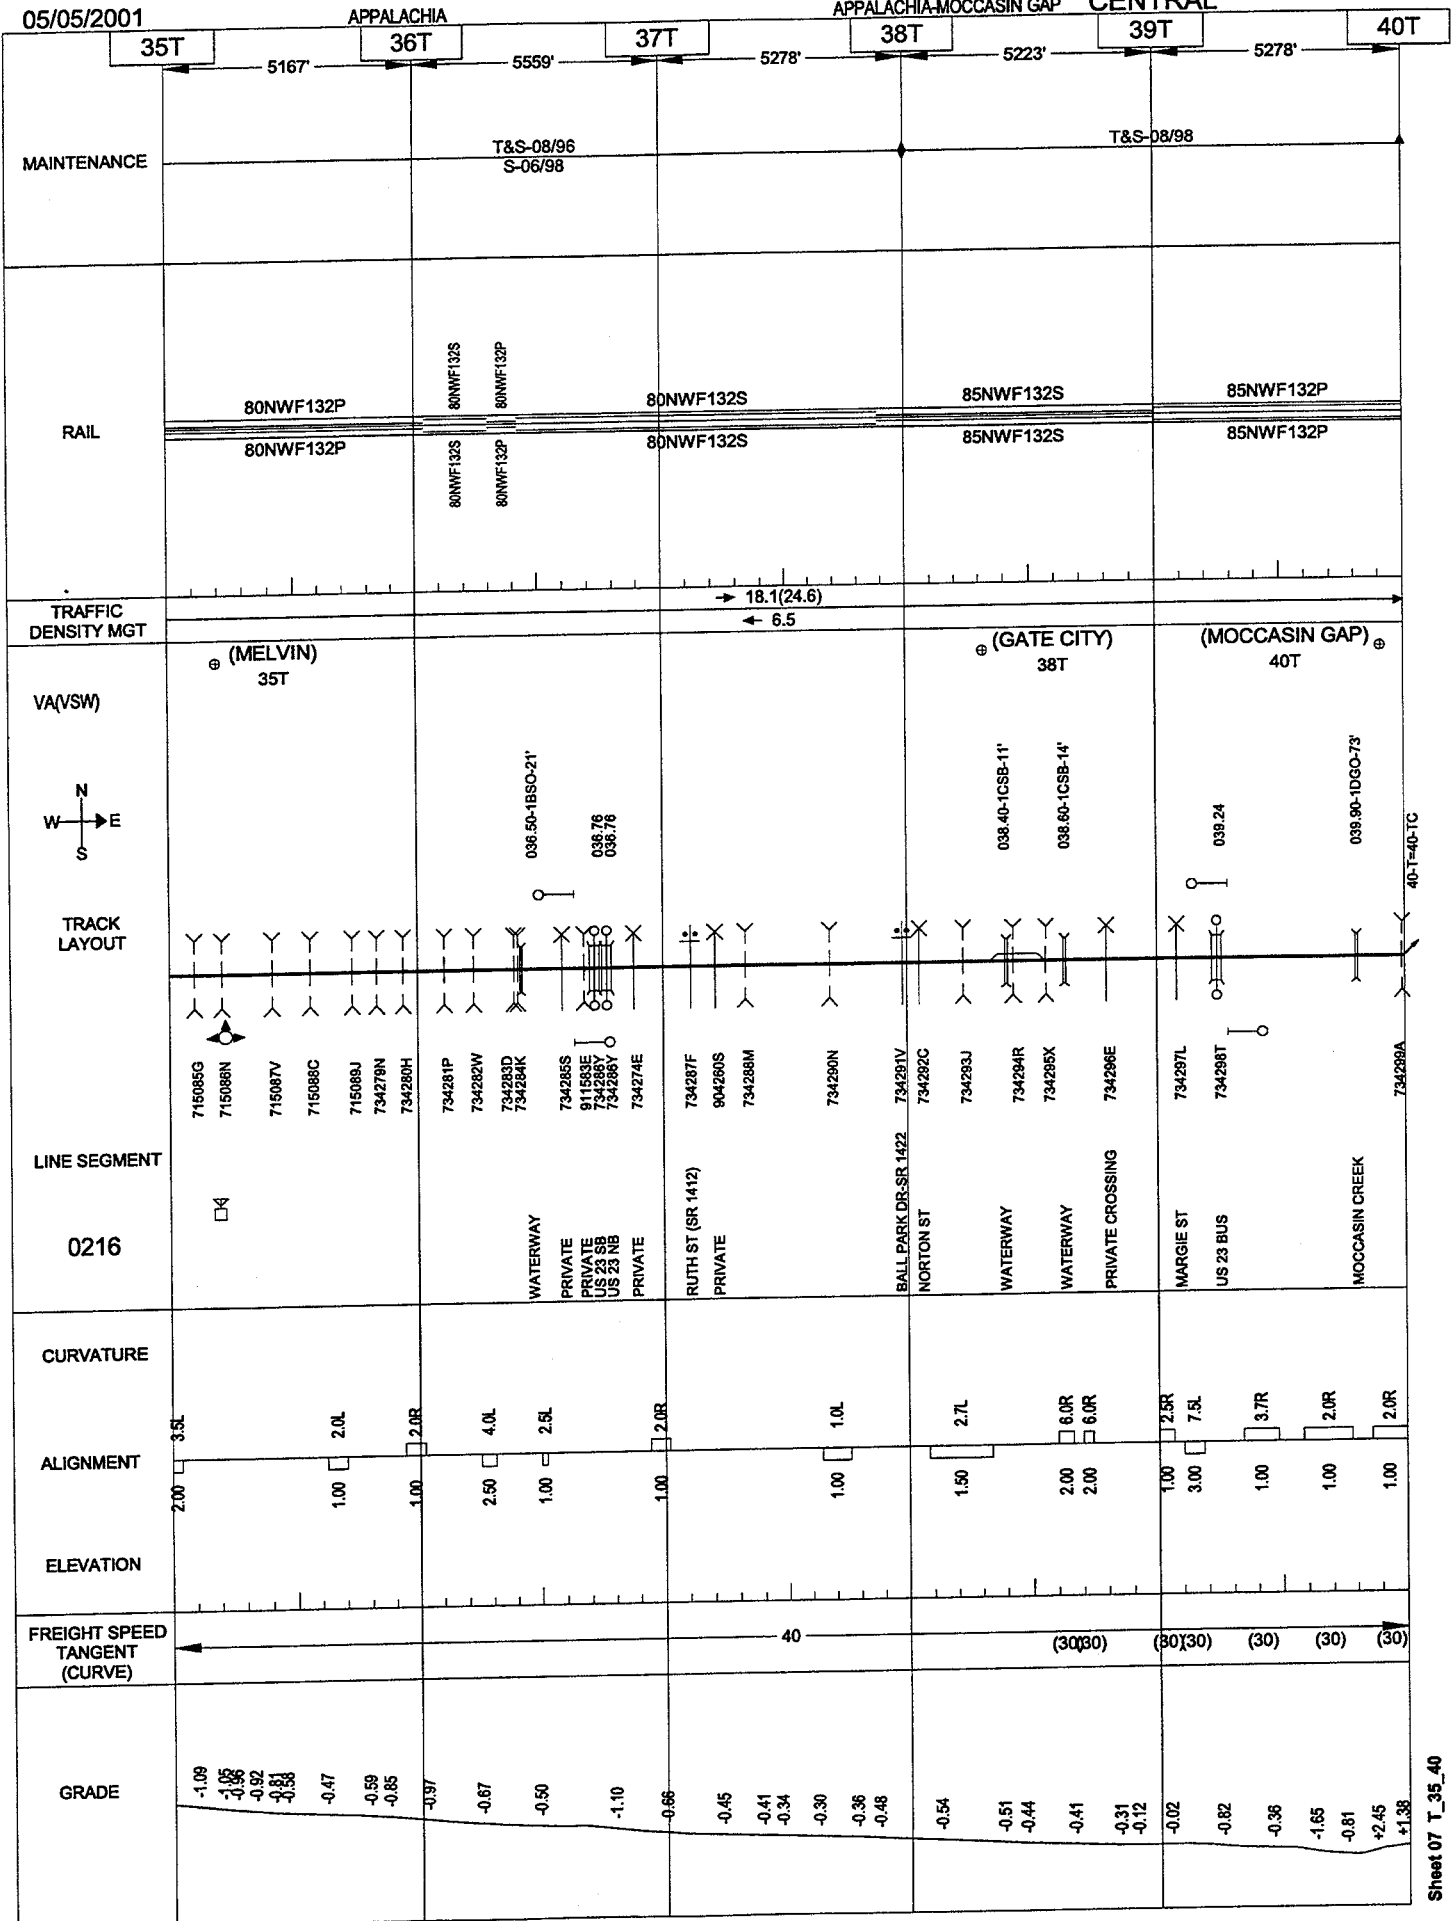 05/05/2001
APPALACHIA
APPALACHIA-MOCCASIN GAP CENTRAL
35T 36T 37T 38T 39T 40T
5167' 5559' 5278' 5223' 5278'
MAINTENANCE
T&S-08/96
S-06/98
T&S-08/98
RAIL
80NWF132P 80NWF132S 80NWF132P 80NWF132S 85NWF132S 85NWF132P
80NWF132P 80NWF132S 80NWF132P 80NWF132S 85NWF132S 85NWF132P
TRAFFIC
DENSITY MGT
18.1(24.6)
6.5
(MELVIN)
35T
(GATE CITY)
38T
(MOCCASIN GAP)
40T
VA(VSW)
N
W E
S
036.50-1BSO-21'
036.76
036.76
038.40-1CSB-11'
038.60-1CSB-14'
039.24
039.90-1DGO-73'
40-T=40-TC
TRACK
LAYOUT
715085G
715086N
715087V
715088C
715089J
734279N
734280H
734281P
734282W
734283D
734284K
734285S
911583E
734286Y
734286Y
734274E
734287F
904260S
734288M
734290N
734291V
734292C
734293J
734294R
734295X
734296E
734297L
734298T
734299A
LINE SEGMENT
0216
WATERWAY
PRIVATE
PRIVATE
US 23 SB
US 23 NB
PRIVATE
RUTH ST (SR 1412)
PRIVATE
BALL PARK DR-SR 1422
NORTON ST
WATERWAY
WATERWAY
PRIVATE CROSSING
MARGIE ST
US 23 BUS
MOCCASIN CREEK
CURVATURE
3.5L 2.0L 2.0R 4.0L 2.5L 2.0R 1.0L 2.7L 6.0R 6.0R 2.5R 7.5L 3.7R 2.0R 2.0R
ALIGNMENT
2.00 1.00 1.00 2.50 1.00 1.00 1.00 1.50 2.00 2.00 1.00 3.00 1.00 1.00 1.00
ELEVATION
FREIGHT SPEED
TANGENT
(CURVE)
40
(30)(30) (30)(30) (30) (30) (30)
GRADE
-1.09 -1.05 -0.96 -0.92 -0.81 -0.58 -0.47 -0.59 -0.85 -0.97 -0.67 -0.50 -1.10 -0.66 -0.45 -0.41 -0.34 -0.30 -0.36 -0.48 -0.54 -0.51 -0.44 -0.41 -0.31 -0.12 -0.02 -0.82 -0.36 -1.65 -0.81 +2.45 +1.38
Sheet 07 T_35_40